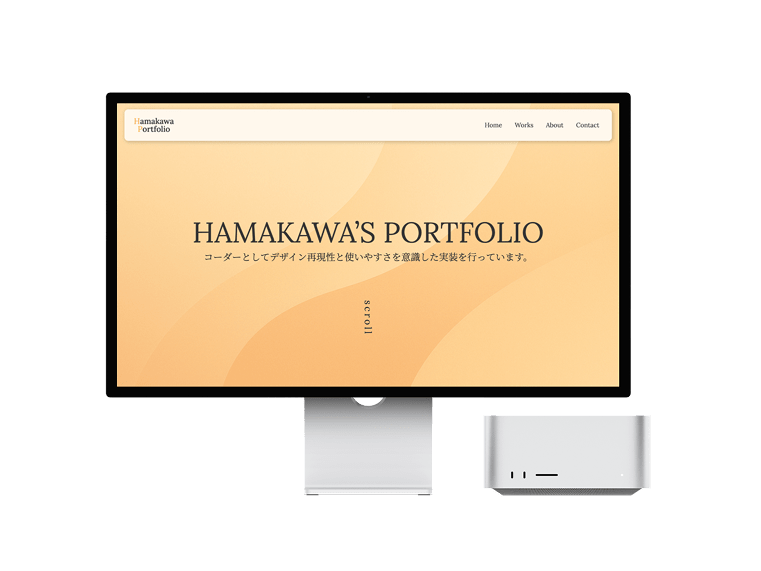 Hamakawa
Portfolio
Home Works About Contact
HAMAKAWA’S PORTFOLIO
コーダーとしてデザイン再現性と使いやすさを意識した実装を行っています。
scroll